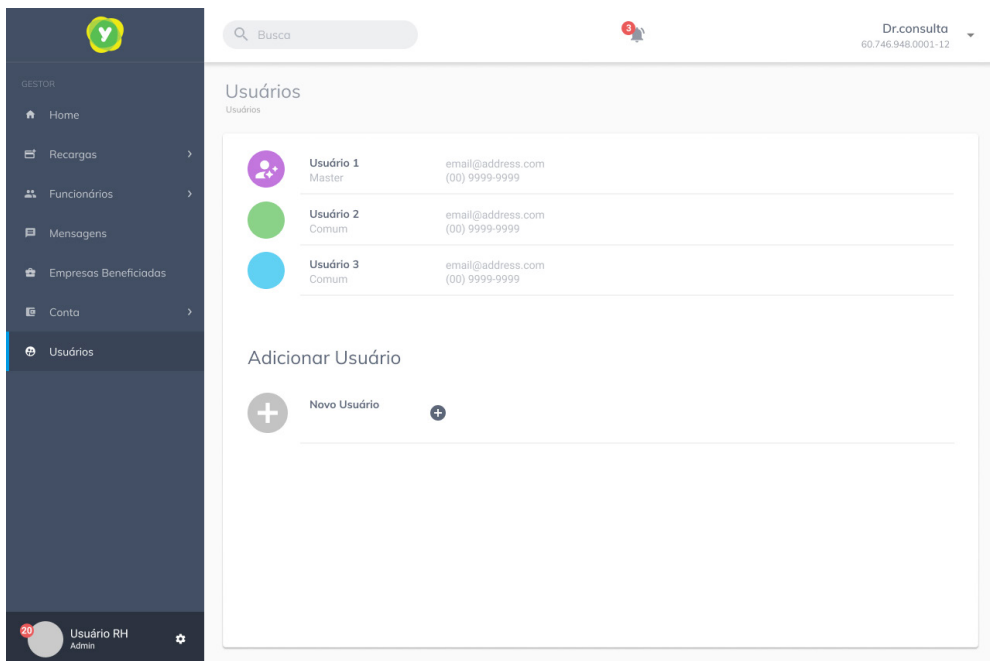 Y
Busca
3
Dr.consulta
60.746.948.0001-12
GESTOR
Home
Recargas
Funcionários
Mensagens
Empresas Beneficiadas
Conta
Usuários
20
Usuário RH
Admin
Usuários
Usuários
Usuário 1
Master
email@address.com
(00) 9999-9999
Usuário 2
Comum
email@address.com
(00) 9999-9999
Usuário 3
Comum
email@address.com
(00) 9999-9999
Adicionar Usuário
Novo Usuário